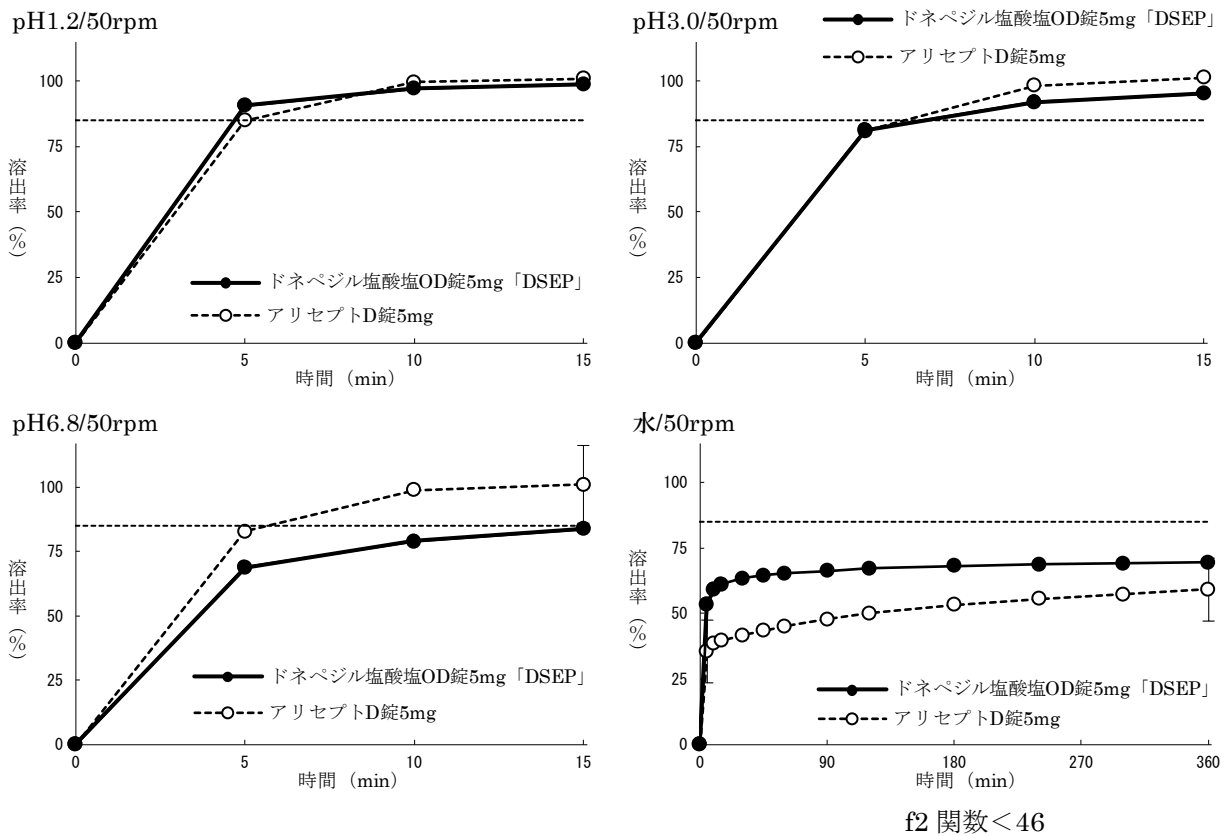 pH1.2/50rpm
溶出率 (%)
100
75
50
25
0
ドネペジル塩酸塩OD錠5mg「DSEP」
アリセプトD錠5mg
0 5 10 15
時間 (min)
pH3.0/50rpm
ドネペジル塩酸塩OD錠5mg「DSEP」
アリセプトD錠5mg
溶出率 (%)
100
75
50
25
0
0 5 10 15
時間 (min)
pH6.8/50rpm
溶出率 (%)
100
75
50
25
0
ドネペジル塩酸塩OD錠5mg「DSEP」
アリセプトD錠5mg
0 5 10 15
時間 (min)
水/50rpm
溶出率 (%)
100
75
50
25
0
ドネペジル塩酸塩OD錠5mg「DSEP」
アリセプトD錠5mg
0 90 180 270 360
時間 (min)
f2 関数＜46